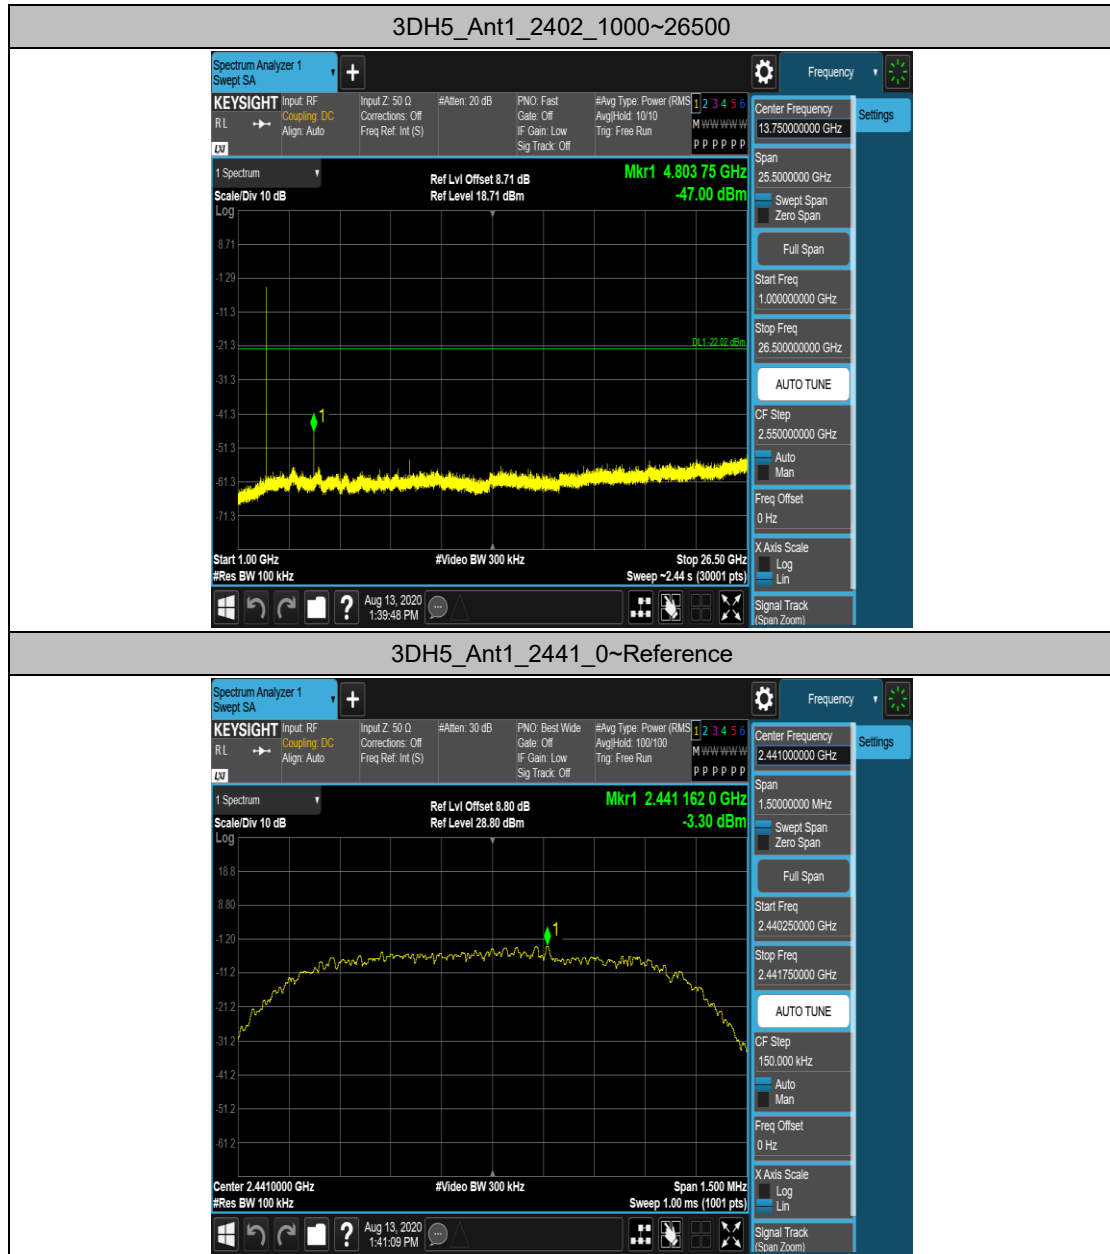 3DH5_Ant1_2402_1000~26500
Spectrum Analyzer 1
Swept SA
Frequency
KEYSIGHT
RL
LXI
Input: RF
Coupling: DC
Align: Auto
Input Z: 50 Ω
Corrections: Off
Freq Ref: Int (S)
#Atten: 20 dB
PNO: Fast
Gate: Off
IF Gain: Low
Sig Track: Off
#Avg Type: Power (RMS
Avg|Hold: 10/10
Trig: Free Run
1 2 3 4 5 6
M W W W W W
P P P P P P
Settings
Center Frequency
13.75000000 GHz
Span
25.5000000 GHz
Swept Span
Zero Span
Full Span
Start Freq
1.000000000 GHz
Stop Freq
26.500000000 GHz
AUTO TUNE
CF Step
2.550000000 GHz
Auto
Man
Freq Offset
0 Hz
X Axis Scale
Log
Lin
Signal Track
(Span Zoom)
1 Spectrum
Scale/Div 10 dB
Log
Ref Lvl Offset 8.71 dB
Ref Level 18.71 dBm
Mkr1 4.803 75 GHz
-47.00 dBm
8.71
-1.29
-11.3
-21.3
-31.3
-41.3
-51.3
-61.3
-71.3
DL1 -22.02 dBm
1
Start 1.00 GHz
#Res BW 100 kHz
#Video BW 300 kHz
Stop 26.50 GHz
Sweep ~2.44 s (30001 pts)
?
Aug 13, 2020
1:39:48 PM
3DH5_Ant1_2441_0~Reference
Spectrum Analyzer 1
Swept SA
Frequency
KEYSIGHT
RL
LXI
Input: RF
Coupling: DC
Align: Auto
Input Z: 50 Ω
Corrections: Off
Freq Ref: Int (S)
#Atten: 30 dB
PNO: Best Wide
Gate: Off
IF Gain: Low
Sig Track: Off
#Avg Type: Power (RMS
Avg|Hold: 100/100
Trig: Free Run
1 2 3 4 5 6
M W W W W W
P P P P P P
Settings
Center Frequency
2.441000000 GHz
Span
1.50000000 MHz
Swept Span
Zero Span
Full Span
Start Freq
2.440250000 GHz
Stop Freq
2.441750000 GHz
AUTO TUNE
CF Step
150.000 kHz
Auto
Man
Freq Offset
0 Hz
X Axis Scale
Log
Lin
Signal Track
(Span Zoom)
1 Spectrum
Scale/Div 10 dB
Log
Ref Lvl Offset 8.80 dB
Ref Level 28.80 dBm
Mkr1 2.441 162 0 GHz
-3.30 dBm
18.8
8.80
-1.20
-11.2
-21.2
-31.2
-41.2
-51.2
-61.2
1
Center 2.4410000 GHz
#Res BW 100 kHz
#Video BW 300 kHz
Span 1.500 MHz
Sweep 1.00 ms (1001 pts)
?
Aug 13, 2020
1:41:09 PM